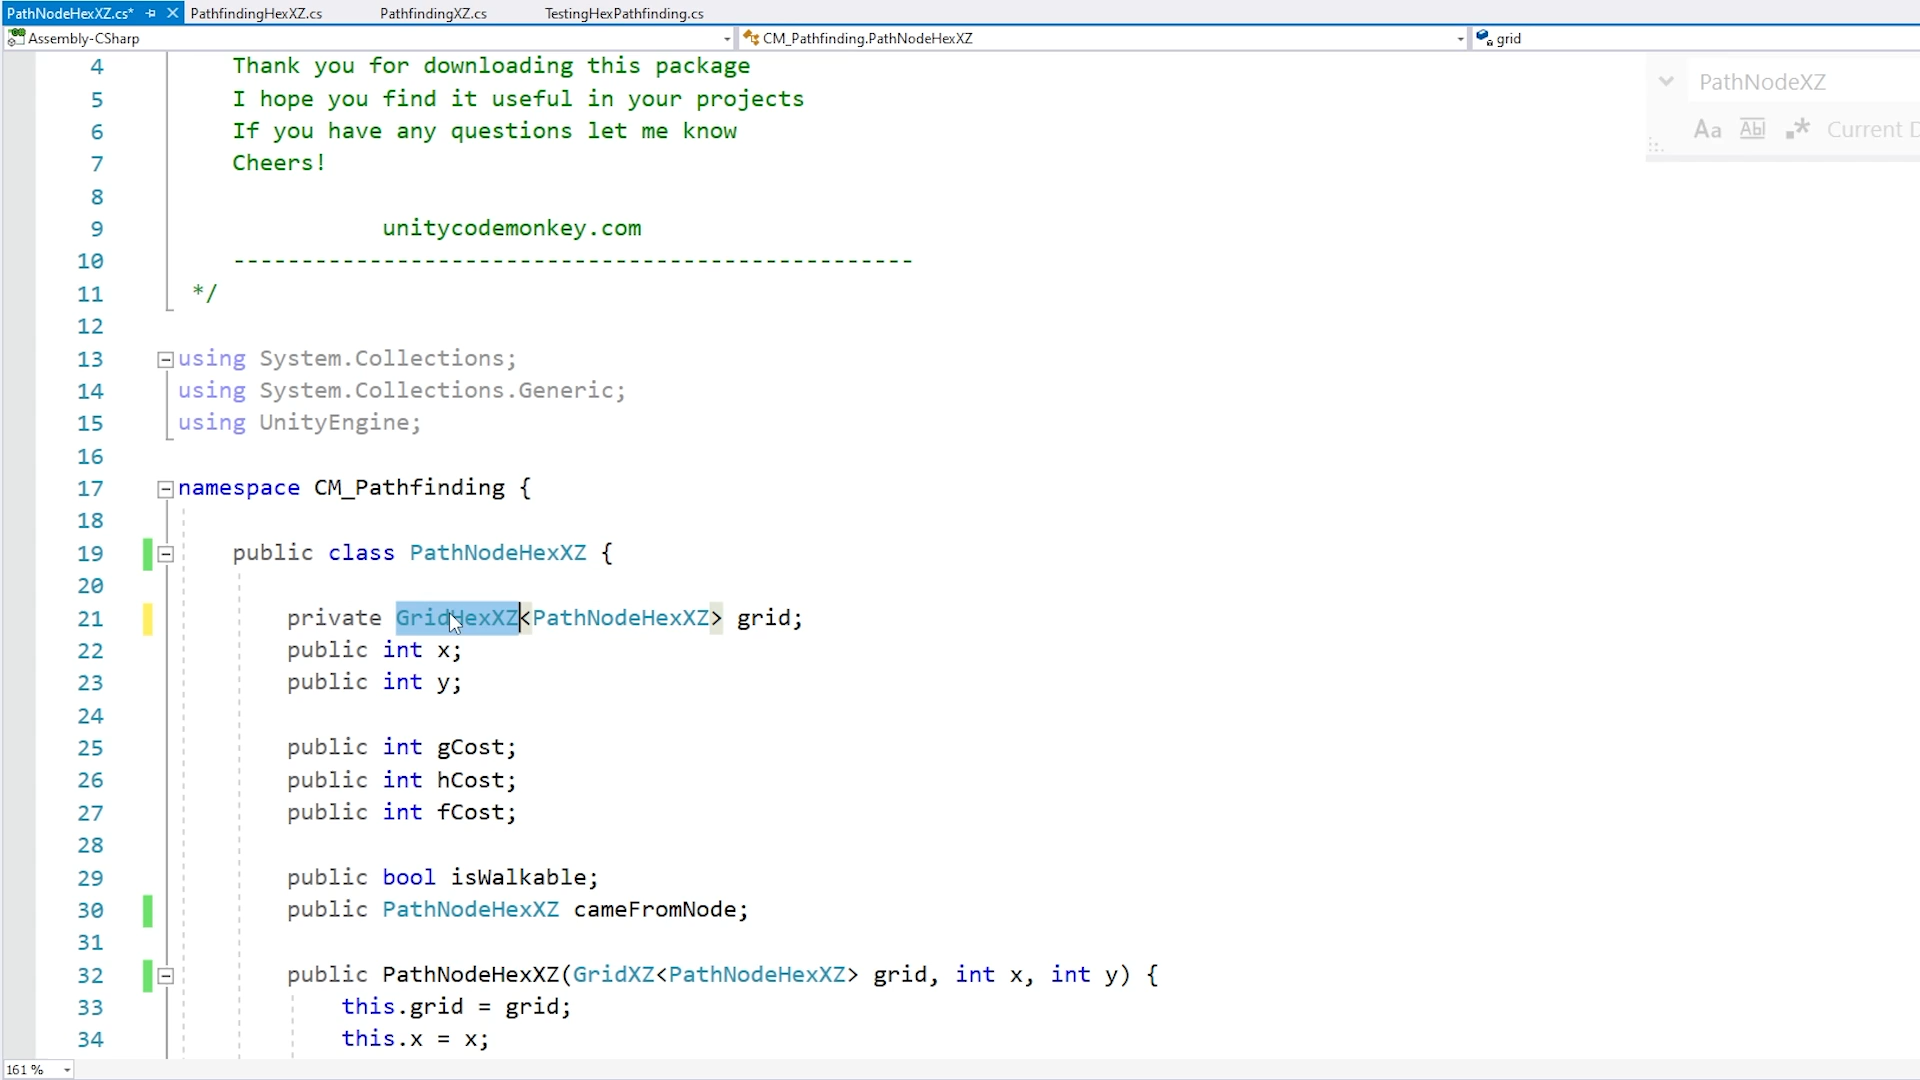 PathNodeHexXZ.cs* PathfindingHexXZ.cs PathfindingXZ.cs TestingHexPathfinding.cs
Assembly-CSharp CM_Pathfinding.PathNodeHexXZ grid
PathNodeXZ
Aa Abl .* Current D
4 Thank you for downloading this package
5 I hope you find it useful in your projects
6 If you have any questions let me know
7 Cheers!
8
9 unitycodemonkey.com
10 --------------------------------------------------
11 */
12
13 using System.Collections;
14 using System.Collections.Generic;
15 using UnityEngine;
16
17 namespace CM_Pathfinding {
18
19 public class PathNodeHexXZ {
20
21 private GridHexXZ<PathNodeHexXZ> grid;
22 public int x;
23 public int y;
24
25 public int gCost;
26 public int hCost;
27 public int fCost;
28
29 public bool isWalkable;
30 public PathNodeHexXZ cameFromNode;
31
32 public PathNodeHexXZ(GridXZ<PathNodeHexXZ> grid, int x, int y) {
33 this.grid = grid;
34 this.x = x;
161 %